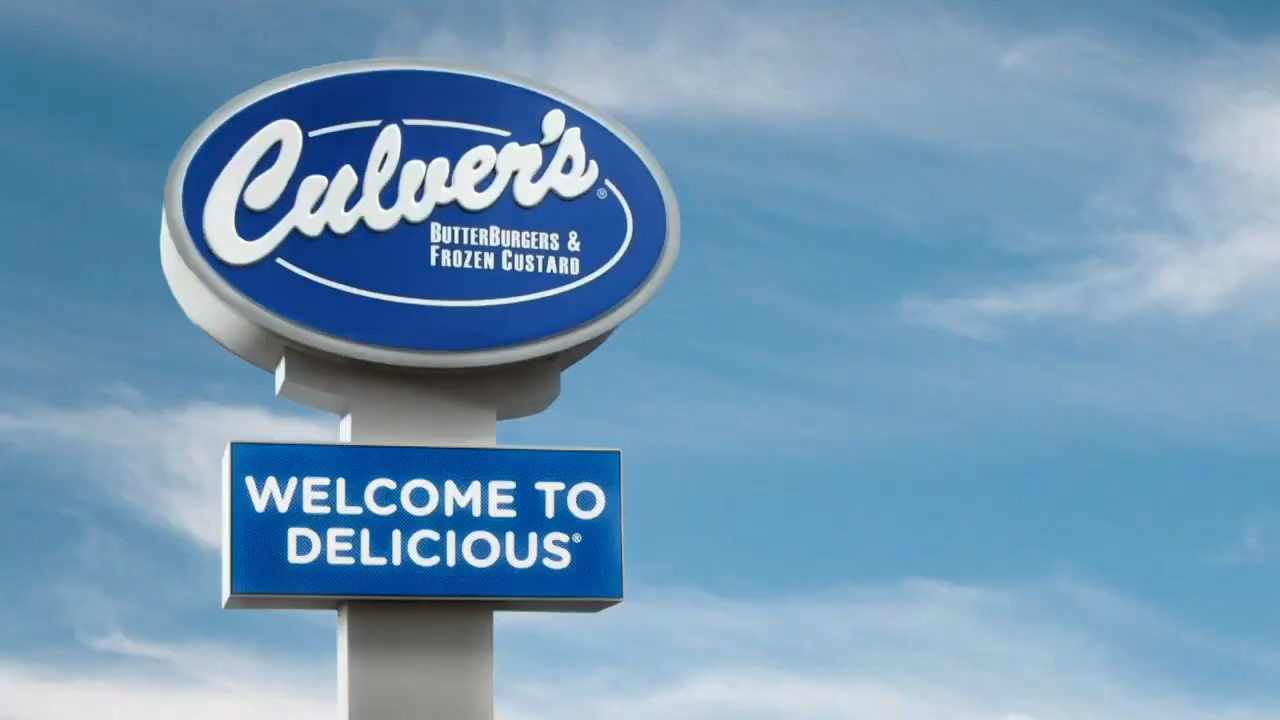 Culver's®
ButterBurgers &
Frozen Custard
WELCOME TO
DELICIOUS®